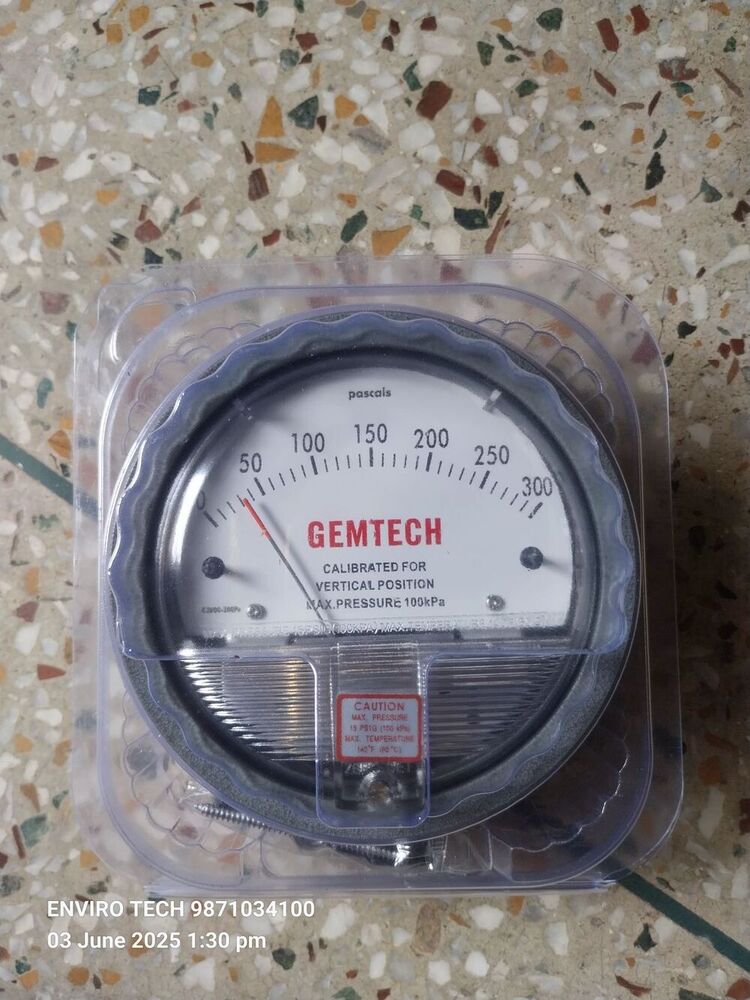 pascals
0 50 100 150 200 250 300
GEMTECH
CALIBRATED FOR
VERTICAL POSITION
MAX.PRESSURE 100kPa
CAUTION
MAX. PRESSURE
15 PSIG (100 kPa)
MAX. TEMPERATURE
140°F (60°C)
ENVIRO TECH 9871034100
03 June 2025 1:30 pm